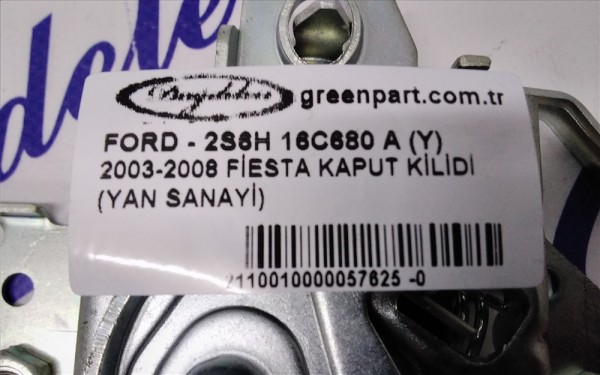 greenpart.com.tr
FORD - 2S6H 16C680 A (Y)
2003-2008 FİESTA KAPUT KİLİDİ
(YAN SANAYİ)
2110010000057625 -0